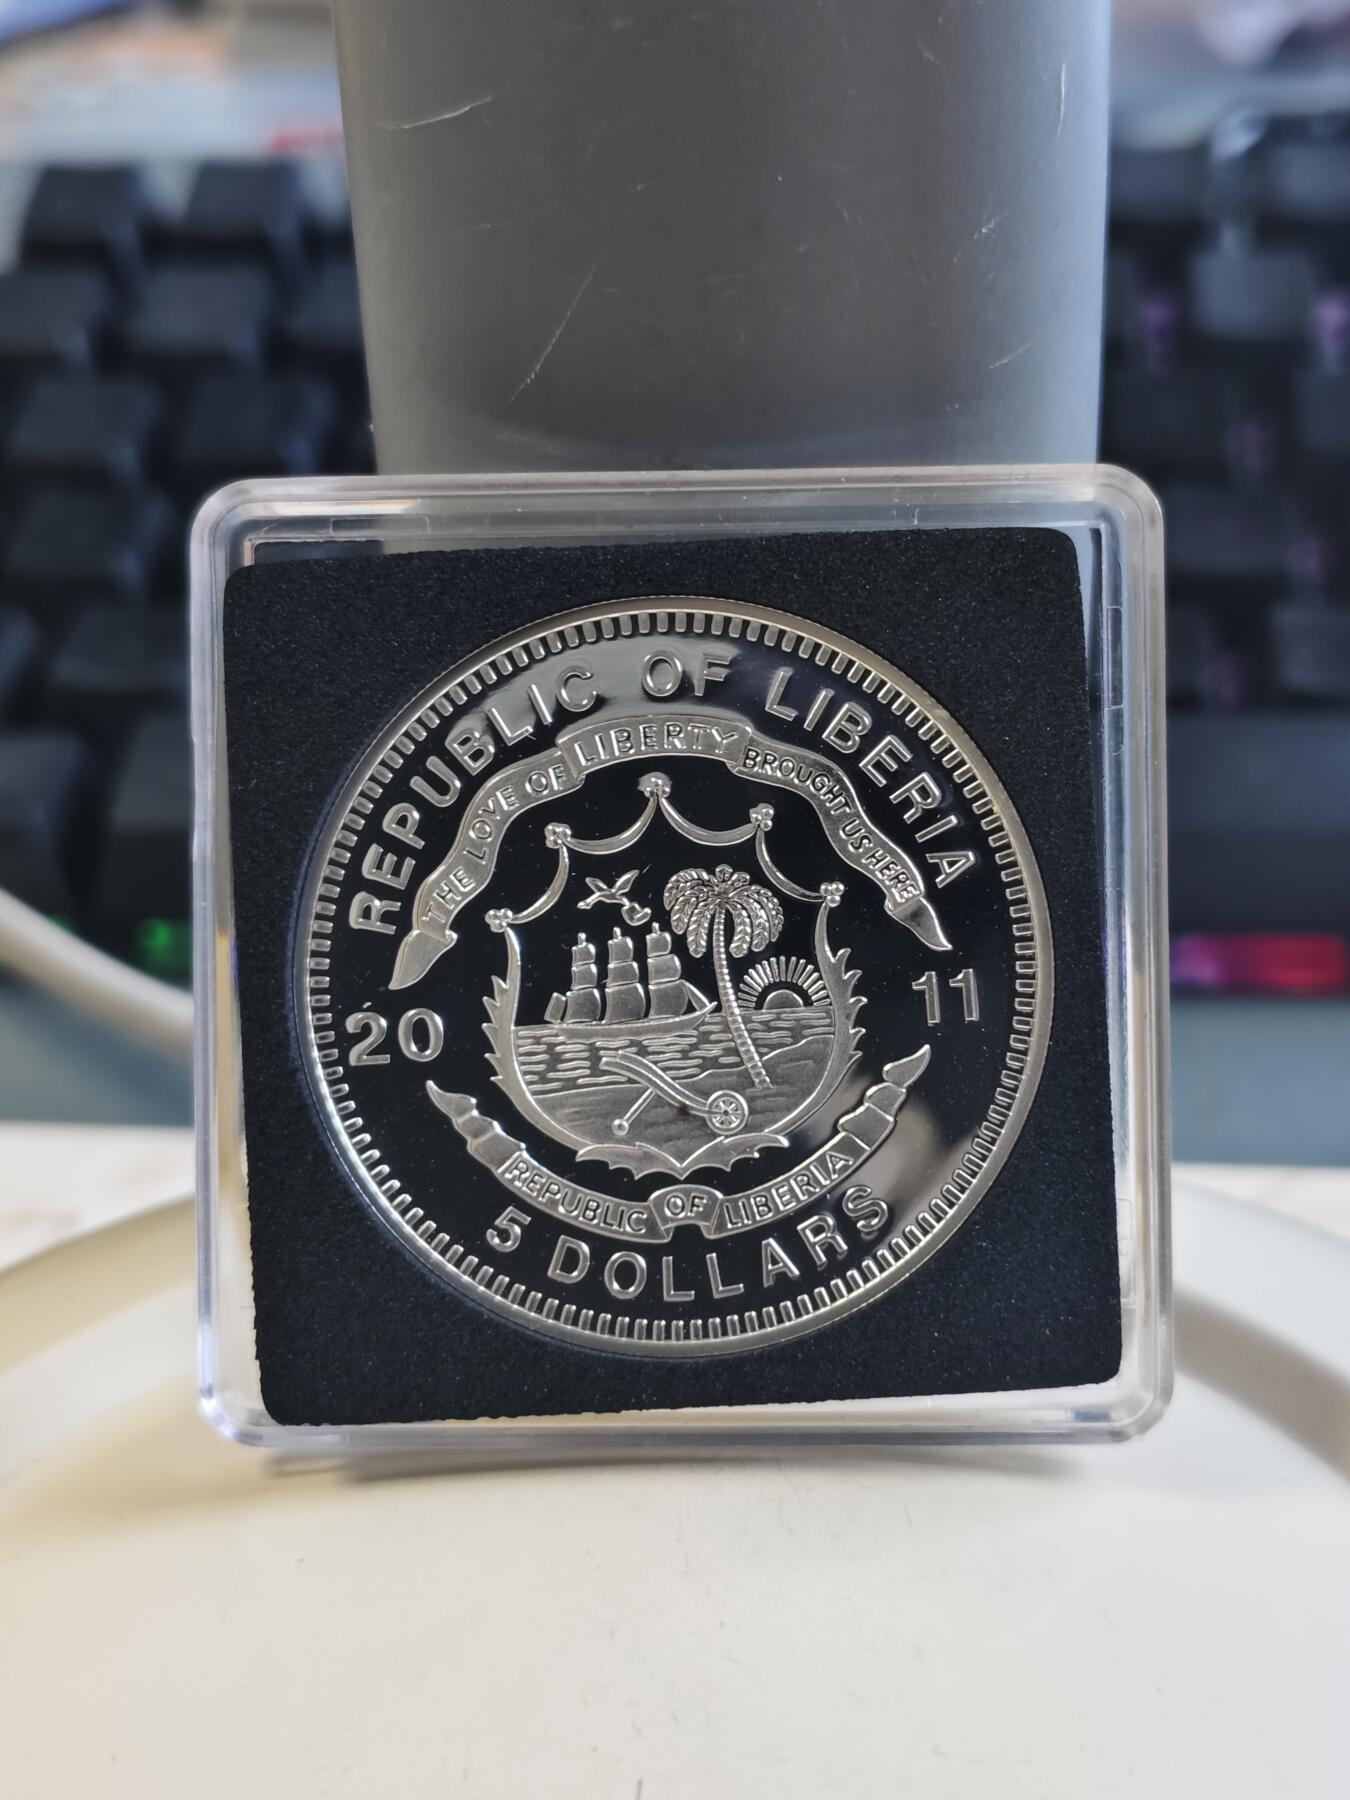 REPUBLIC OF LIBERIA
THE LOVE OF LIBERTY BROUGHT US HERE
20 11
REPUBLIC OF LIBERIA
5 DOLLARS